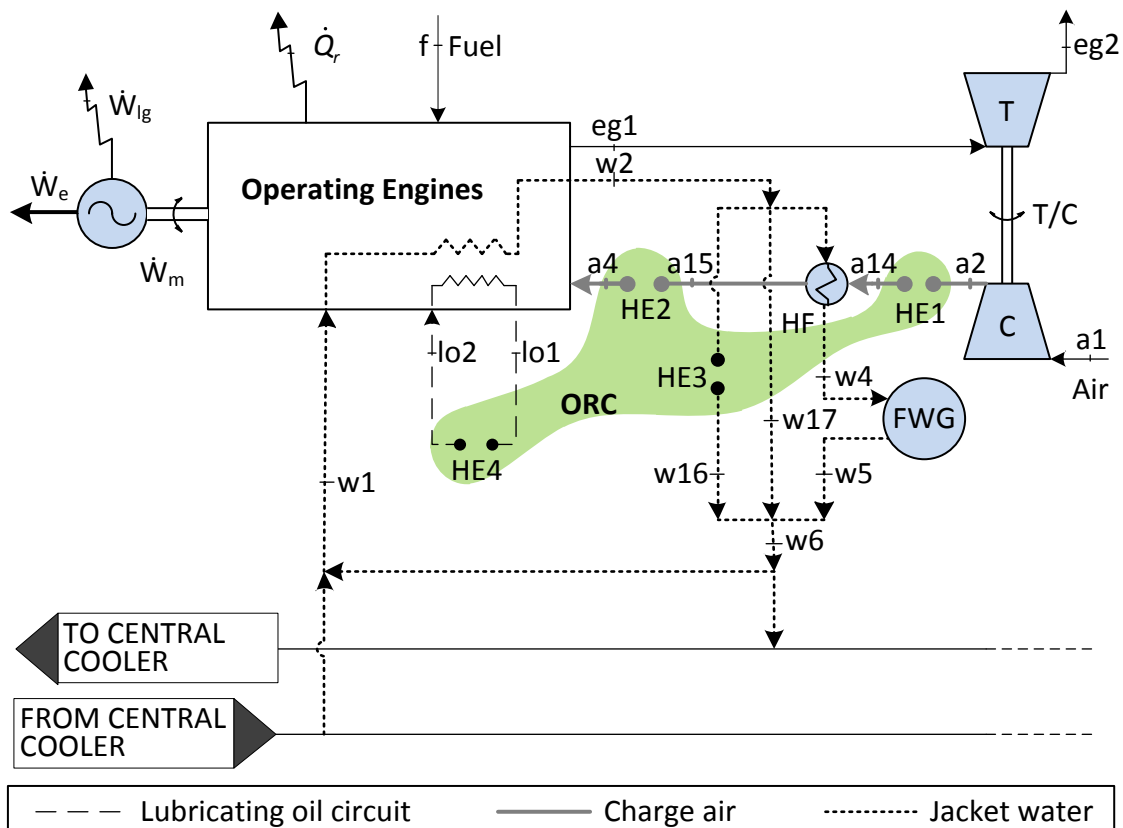 Q̇r
f
Fuel
eg2
Ẇlg
T
eg1
w2
Ẇe
Operating Engines
T/C
Ẇm
a4
a15
a14
a2
HE2
HF
HE1
C
a1
Air
lo2
lo1
HE3
w4
ORC
FWG
w17
HE4
w1
w16
w5
w6
TO CENTRAL
COOLER
FROM CENTRAL
COOLER
Lubricating oil circuit
Charge air
Jacket water